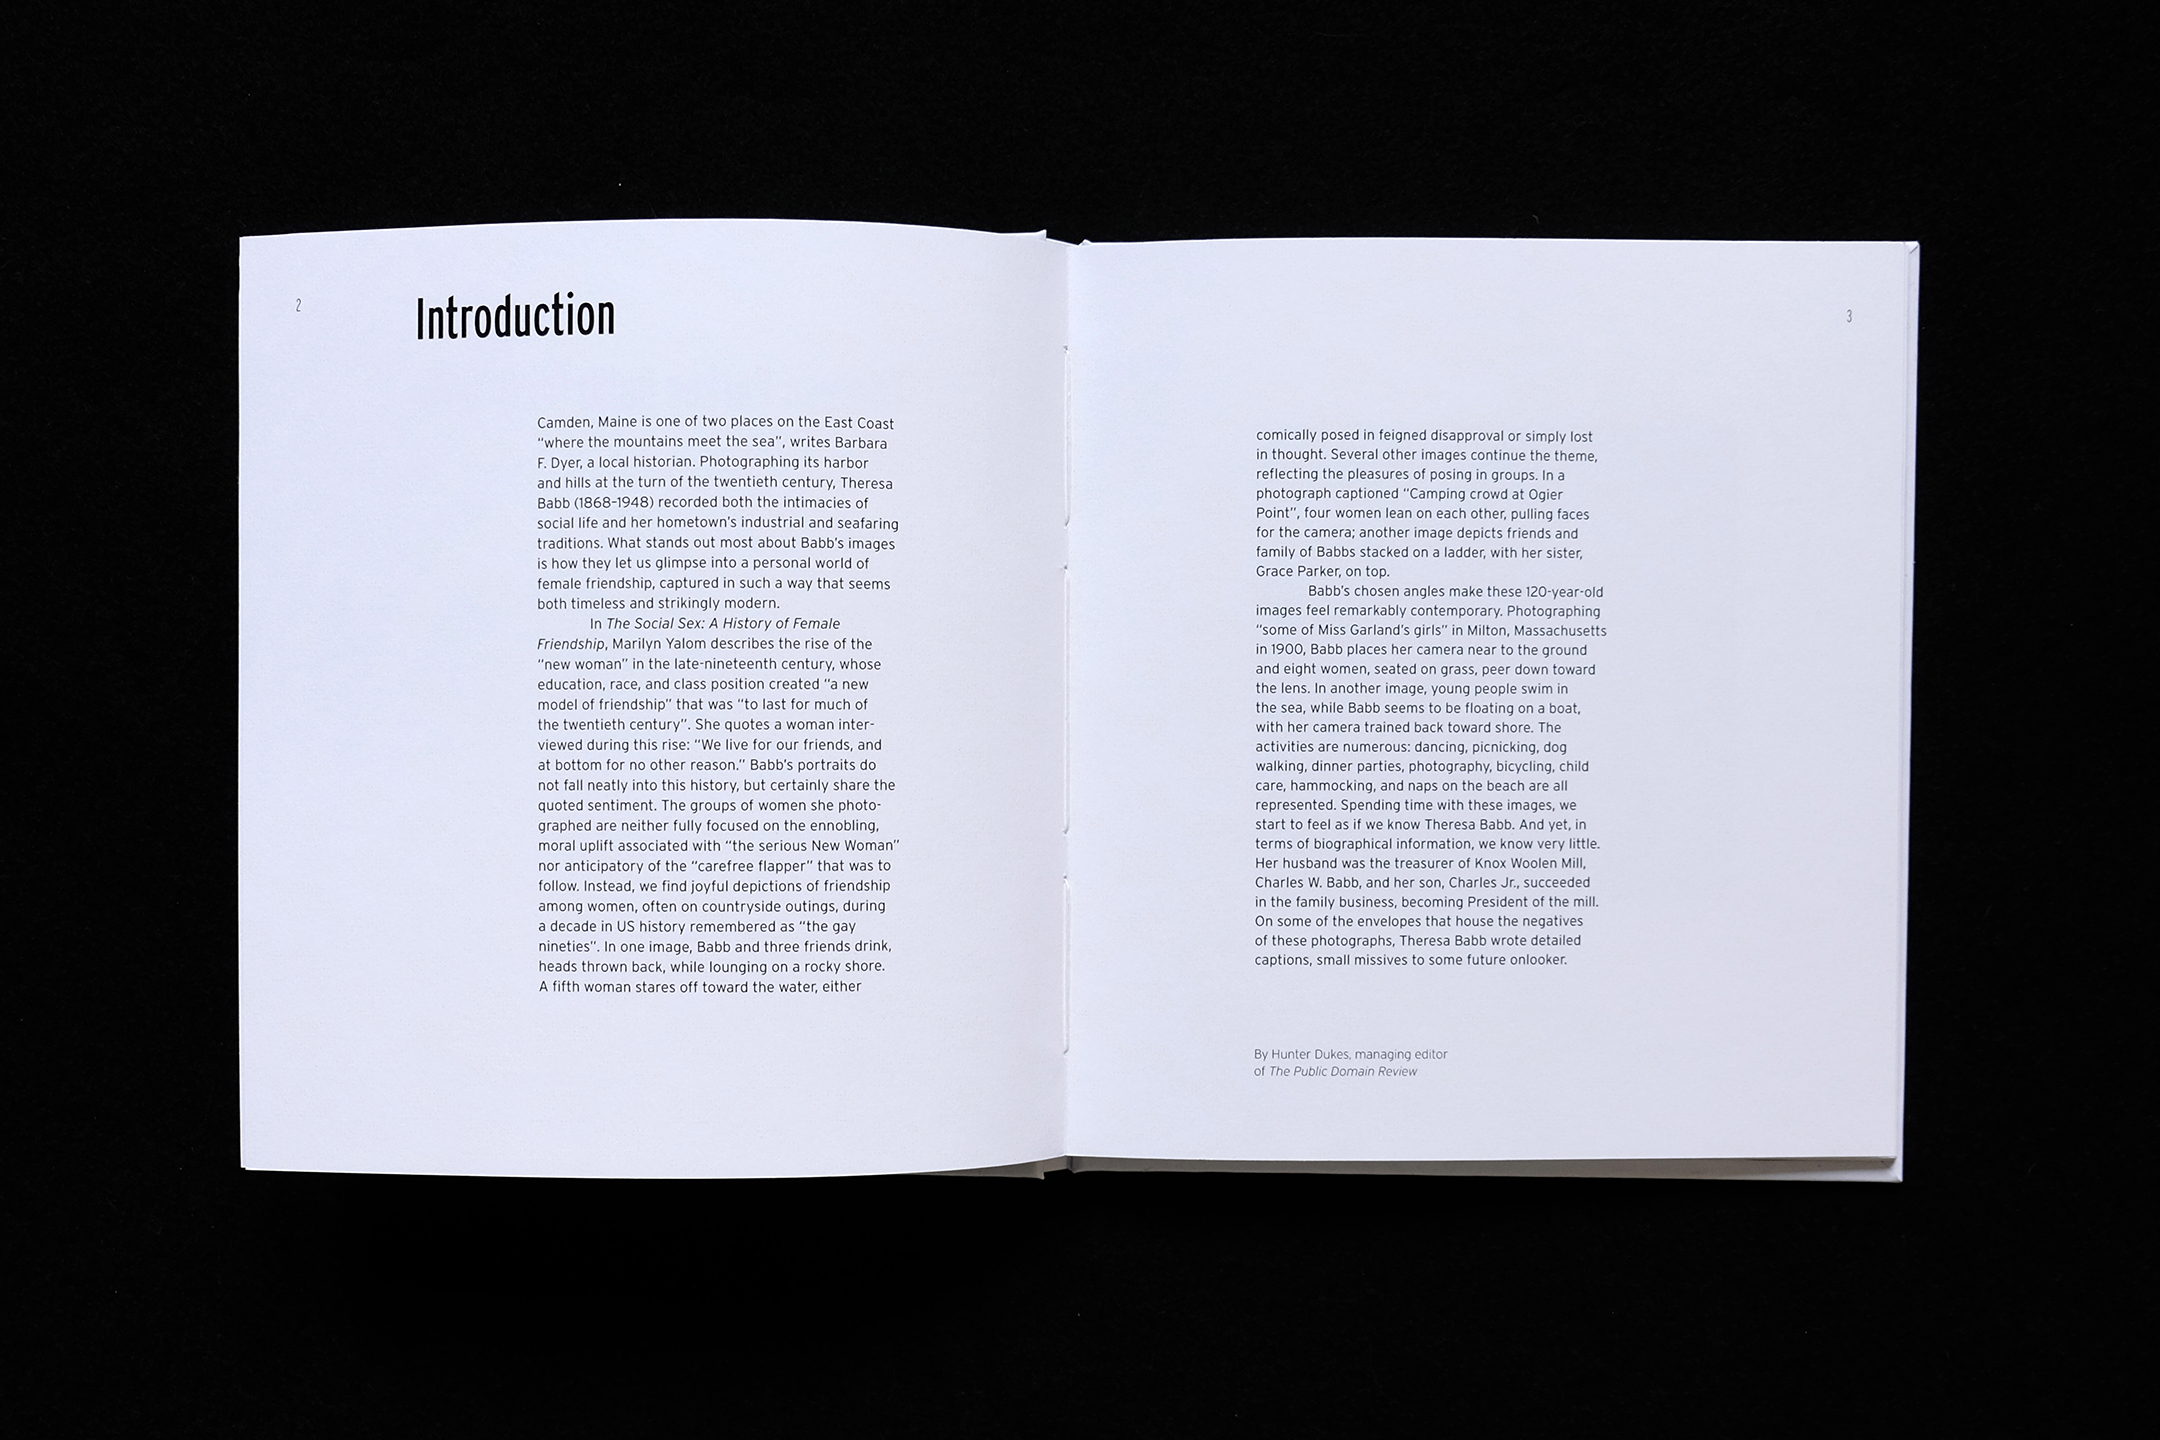 2
Introduction
Camden, Maine is one of two places on the East Coast
“where the mountains meet the sea”, writes Barbara
F. Dyer, a local historian. Photographing its harbor
and hills at the turn of the twentieth century, Theresa
Babb (1868–1948) recorded both the intimacies of
social life and her hometown’s industrial and seafaring
traditions. What stands out most about Babb’s images
is how they let us glimpse into a personal world of
female friendship, captured in such a way that seems
both timeless and strikingly modern.
In The Social Sex: A History of Female
Friendship, Marilyn Yalom describes the rise of the
“new woman” in the late-nineteenth century, whose
education, race, and class position created “a new
model of friendship” that was “to last for much of
the twentieth century”. She quotes a woman inter-
viewed during this rise: “We live for our friends, and
at bottom for no other reason.” Babb’s portraits do
not fall neatly into this history, but certainly share the
quoted sentiment. The groups of women she photo-
graphed are neither fully focused on the ennobling,
moral uplift associated with “the serious New Woman”
nor anticipatory of the “carefree flapper” that was to
follow. Instead, we find joyful depictions of friendship
among women, often on countryside outings, during
a decade in US history remembered as “the gay
nineties”. In one image, Babb and three friends drink,
heads thrown back, while lounging on a rocky shore.
A fifth woman stares off toward the water, either
3
comically posed in feigned disapproval or simply lost
in thought. Several other images continue the theme,
reflecting the pleasures of posing in groups. In a
photograph captioned “Camping crowd at Ogier
Point”, four women lean on each other, pulling faces
for the camera; another image depicts friends and
family of Babbs stacked on a ladder, with her sister,
Grace Parker, on top.
Babb’s chosen angles make these 120-year-old
images feel remarkably contemporary. Photographing
“some of Miss Garland’s girls” in Milton, Massachusetts
in 1900, Babb places her camera near to the ground
and eight women, seated on grass, peer down toward
the lens. In another image, young people swim in
the sea, while Babb seems to be floating on a boat,
with her camera trained back toward shore. The
activities are numerous: dancing, picnicking, dog
walking, dinner parties, photography, bicycling, child
care, hammocking, and naps on the beach are all
represented. Spending time with these images, we
start to feel as if we know Theresa Babb. And yet, in
terms of biographical information, we know very little.
Her husband was the treasurer of Knox Woolen Mill,
Charles W. Babb, and her son, Charles Jr., succeeded
in the family business, becoming President of the mill.
On some of the envelopes that house the negatives
of these photographs, Theresa Babb wrote detailed
captions, small missives to some future onlooker.
By Hunter Dukes, managing editor
of The Public Domain Review